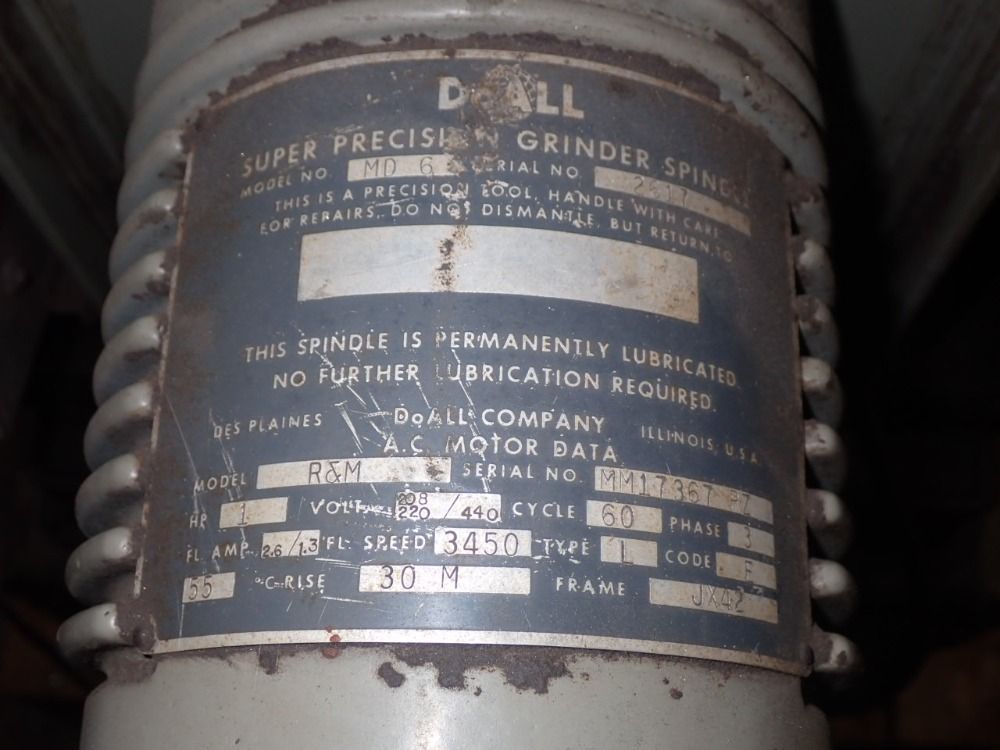 DoALL
SUPER PRECISION GRINDER SPINDLE
MODEL NO. MD 6 SERIAL NO. 2617
THIS IS A PRECISION TOOL. HANDLE WITH CARE
FOR REPAIRS, DO NOT DISMANTLE, BUT RETURN TO
THIS SPINDLE IS PERMANENTLY LUBRICATED.
NO FURTHER LUBRICATION REQUIRED.
DES PLAINES DoALL COMPANY ILLINOIS, U.S.A.
A.C. MOTOR DATA
MODEL R&M SERIAL NO. MM17367 PZ
HP 1 VOLT 208 220/440 CYCLE 60 PHASE 3
FL. AMP. 2.6/1.3 FL. SPEED 3450 TYPE L CODE
55 °C-RISE 30 M FRAME JX42